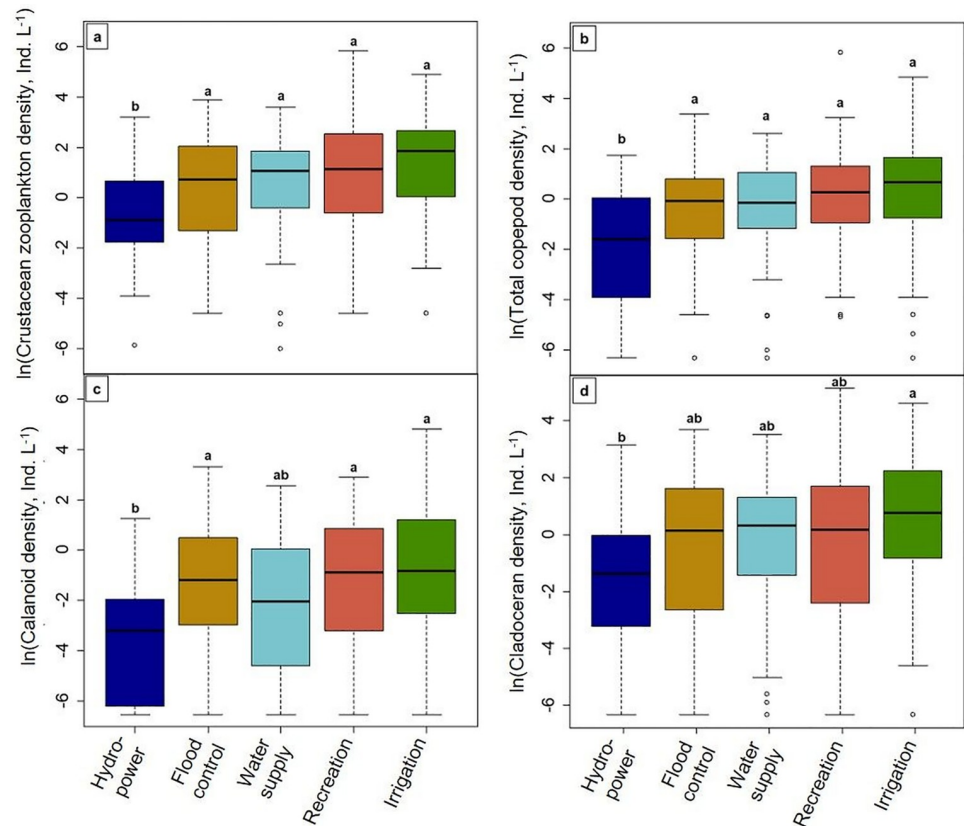 a
ln(Crustacean zooplankton density, Ind. L⁻¹)
6
4
2
0
-2
-4
-6
b
a
a
a
a
b
ln(Total copepod density, Ind. L⁻¹)
6
4
2
0
-2
-4
-6
b
a
a
a
a
c
ln(Calanoid density, Ind. L⁻¹)
6
4
2
0
-2
-4
-6
b
a
ab
a
a
Hydro-
power
Flood
control
Water
supply
Recreation
Irrigation
d
ln(Cladoceran density, Ind. L⁻¹)
4
2
0
-2
-4
-6
b
ab
ab
ab
a
Hydro-
power
Flood
control
Water
supply
Recreation
Irrigation